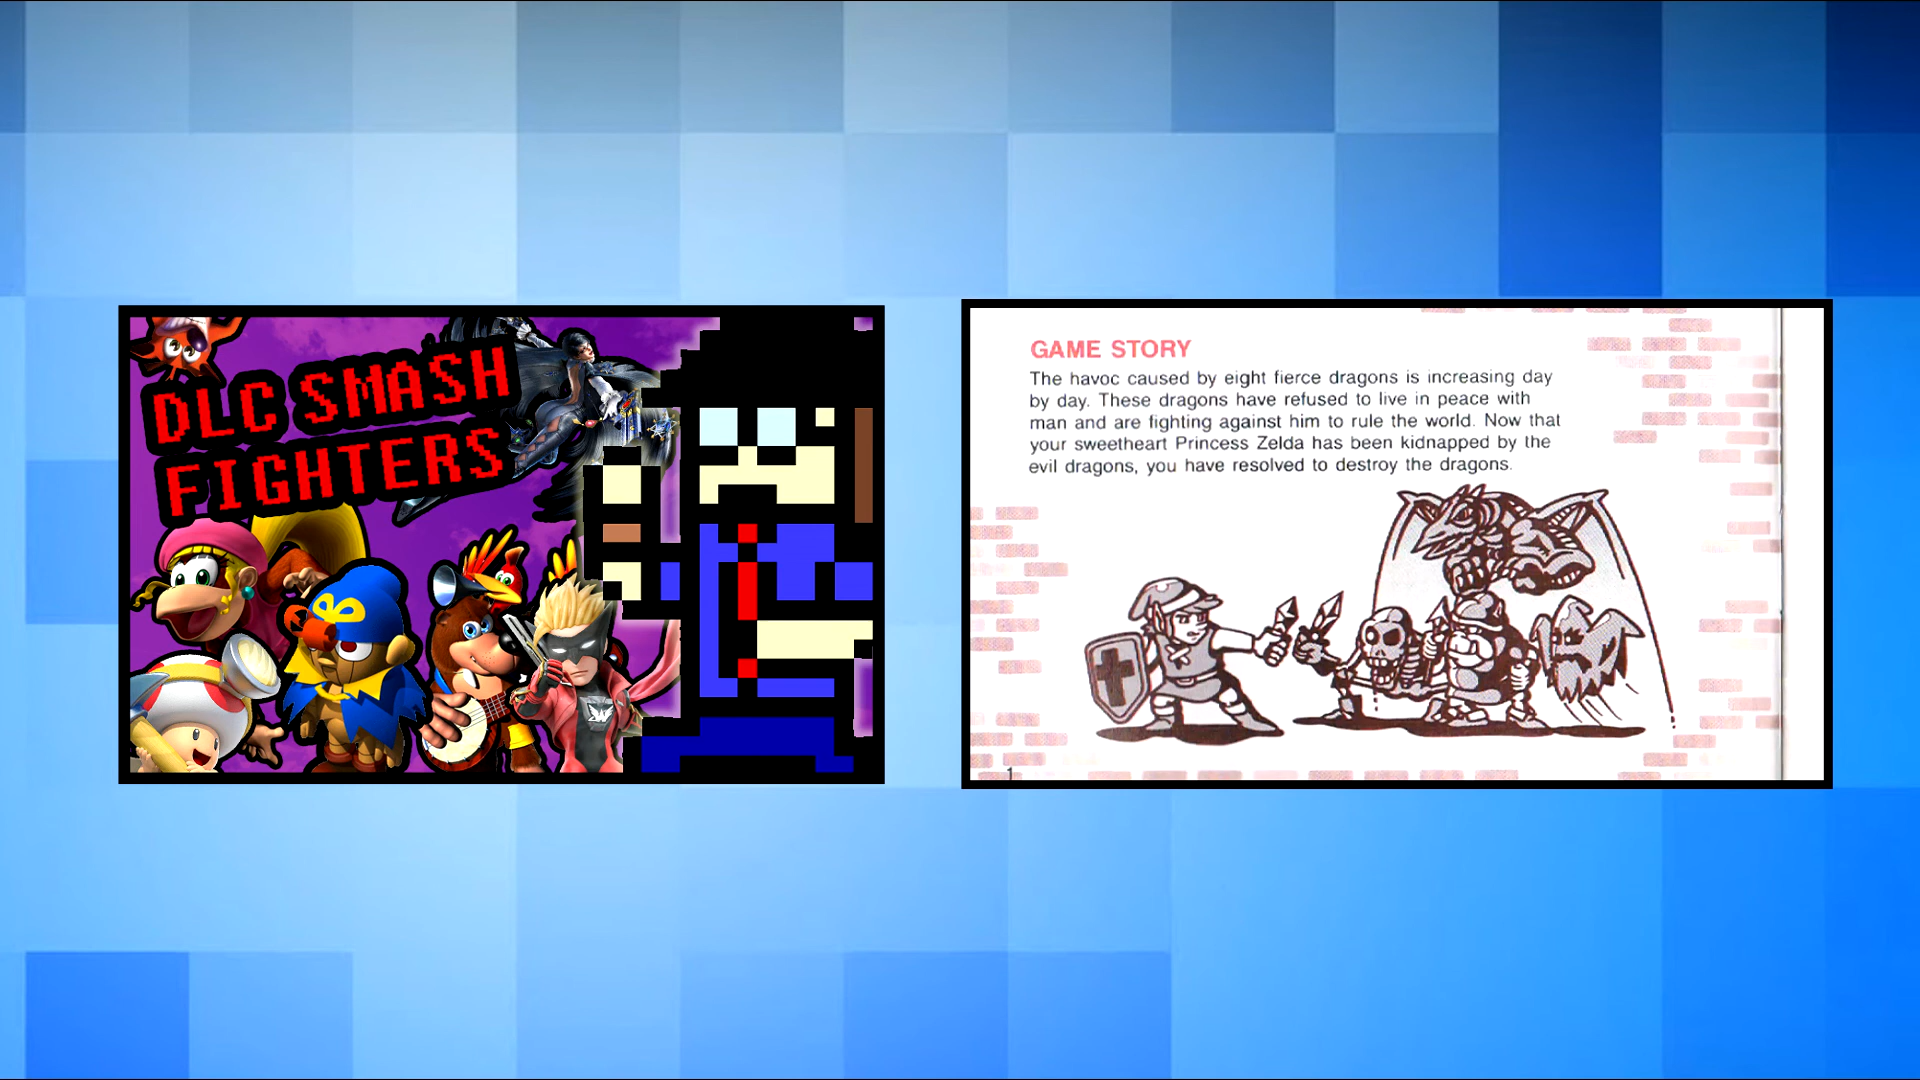 DLC SMASH
FIGHTERS
GAME STORY
The havoc caused by eight fierce dragons is increasing day
by day. These dragons have refused to live in peace with
man and are fighting against him to rule the world. Now that
your sweetheart Princess Zelda has been kidnapped by the
evil dragons, you have resolved to destroy the dragons.
1